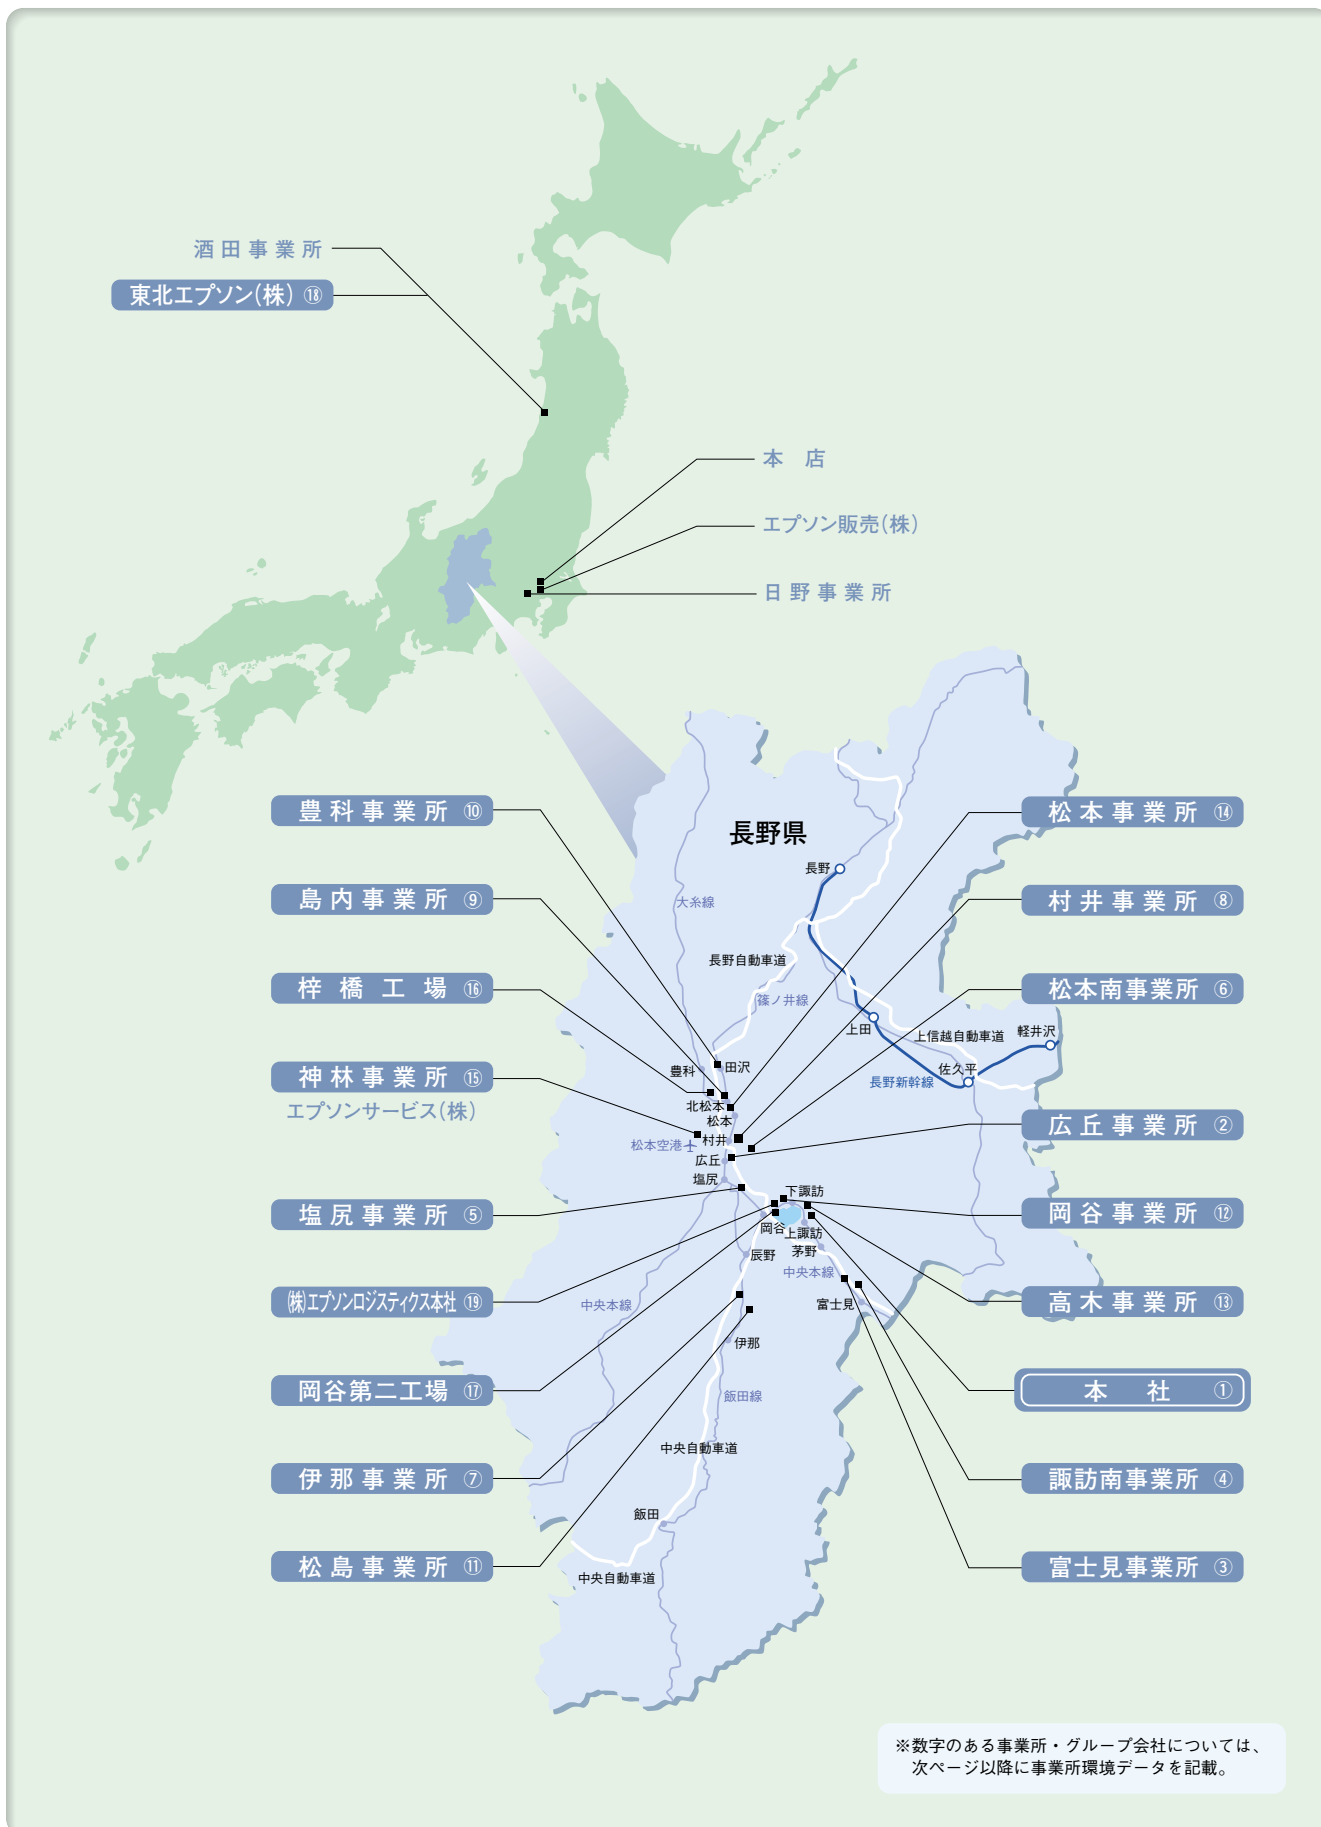 酒田事業所
東北エプソン(株) ⑱
本 店
エプソン販売(株)
日野事業所
豊科事業所 ⑩
島内事業所 ⑨
梓橋工場 ⑯
神林事業所 ⑮
エプソンサービス(株)
塩尻事業所 ⑤
(株)エプソンロジスティクス本社 ⑲
岡谷第二工場 ⑰
伊那事業所 ⑦
松島事業所 ⑪
長野県
長野
大糸線
長野自動車道
篠ノ井線
上田
上信越自動車道
軽井沢
佐久平
長野新幹線
豊科
田沢
北松本
松本
松本空港
村井
広丘
塩尻
下諏訪
岡谷
上諏訪
茅野
辰野
中央本線
富士見
中央本線
伊那
飯田線
中央自動車道
飯田
中央自動車道
松本事業所 ⑭
村井事業所 ⑧
松本南事業所 ⑥
広丘事業所 ②
岡谷事業所 ⑫
高木事業所 ⑬
本 社 ①
諏訪南事業所 ④
富士見事業所 ③
※数字のある事業所・グループ会社については、
次ページ以降に事業所環境データを記載。